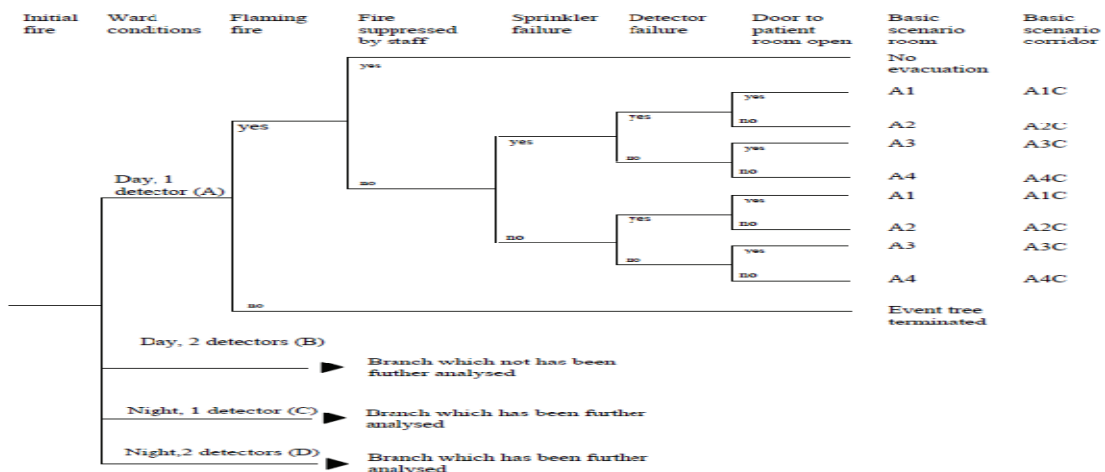 Initial fire
Ward conditions
Flaming fire
Fire suppressed by staff
Sprinkler failure
Detector failure
Door to patient room open
Basic scenario room
Basic scenario corridor
yes
No evacuation
yes
A1 A1C
yes
yes
no
A2 A2C
yes
yes
A3 A3C
no
Day, 1 detector (A)
no
no
A4 A4C
yes
A1 A1C
yes
no
A2 A2C
no
yes
A3 A3C
no
no
A4 A4C
no
Event tree terminated
Day, 2 detectors (B)
Branch which not has been
further analysed
Night, 1 detector (C)
Branch which has been further
analysed
Night,2 detectors (D)
Branch which has been further
analysed